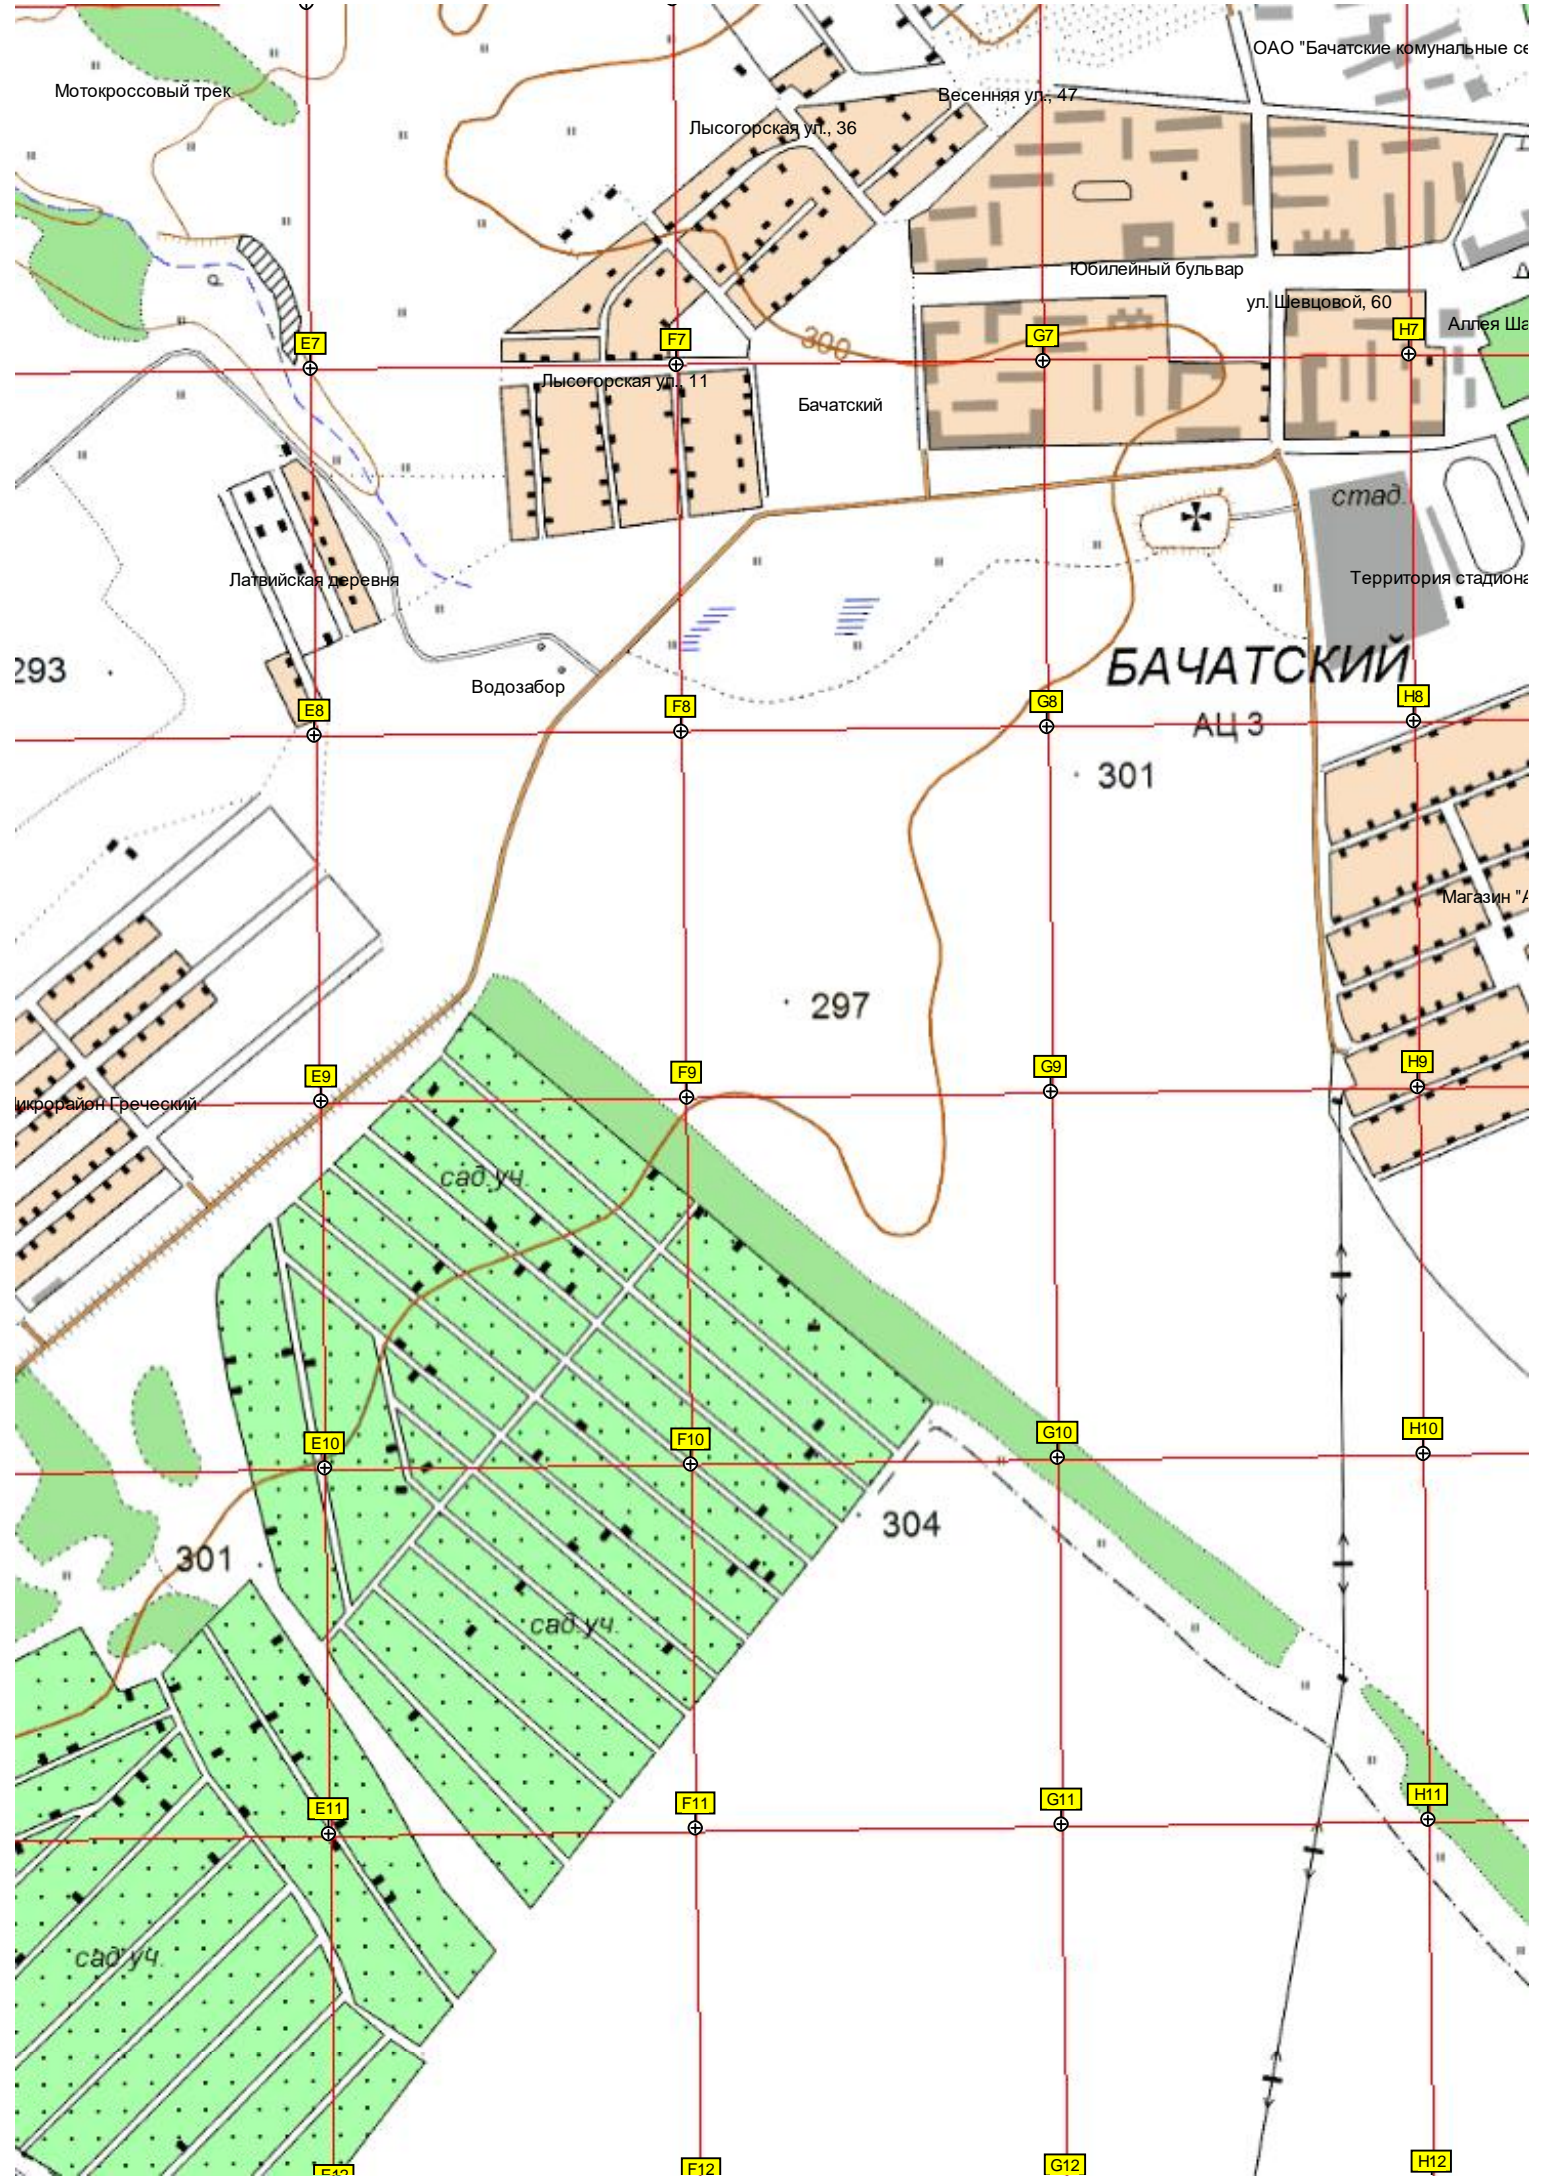 ОАО "Бачатские комунальные се
Мотокроссовый трек
Весенняя ул., 47
Лысогорская ул., 36
Юбилейный бульвар
ул. Шевцовой, 60
Аллея Ша
300
E7
F7
G7
H7
Лысогорская ул., 11
Бачатский
стад.
Латвийская деревня
Территория стадиона
293
БАЧАТСКИЙ
Водозабор
E8
F8
G8
H8
АЦ 3
301
Магазин "А
297
E9
F9
G9
H9
икрорайон Греческий
сад.уч.
E10
F10
G10
H10
304
301
сад.уч.
E11
F11
G11
H11
сад.уч.
E12
F12
G12
H12